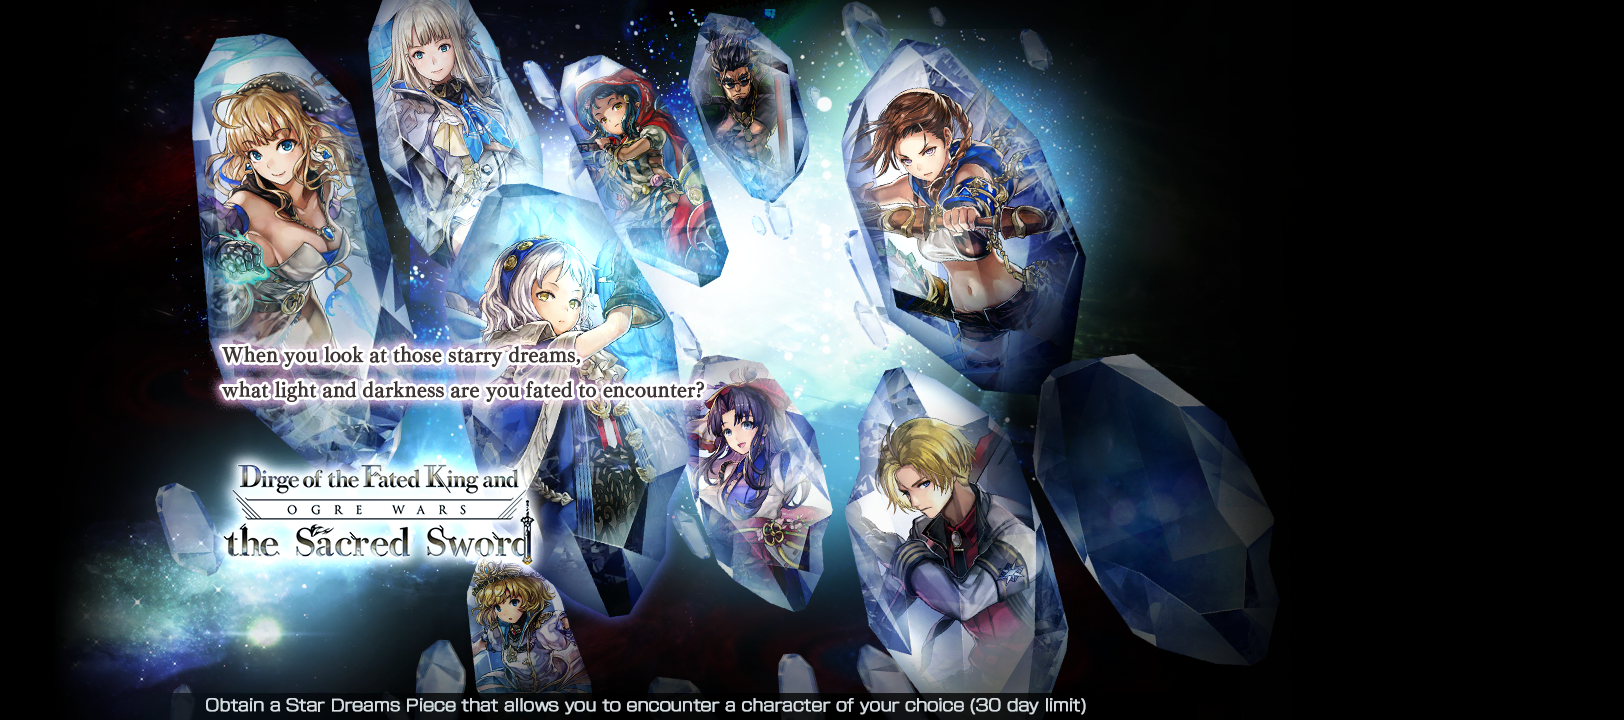 When you look at those starry dreams,
what light and darkness are you fated to encounter?
Dirge of the Fated King and
OGRE WARS
the Sacred Sword
Obtain a Star Dreams Piece that allows you to encounter a character of your choice (30 day limit)